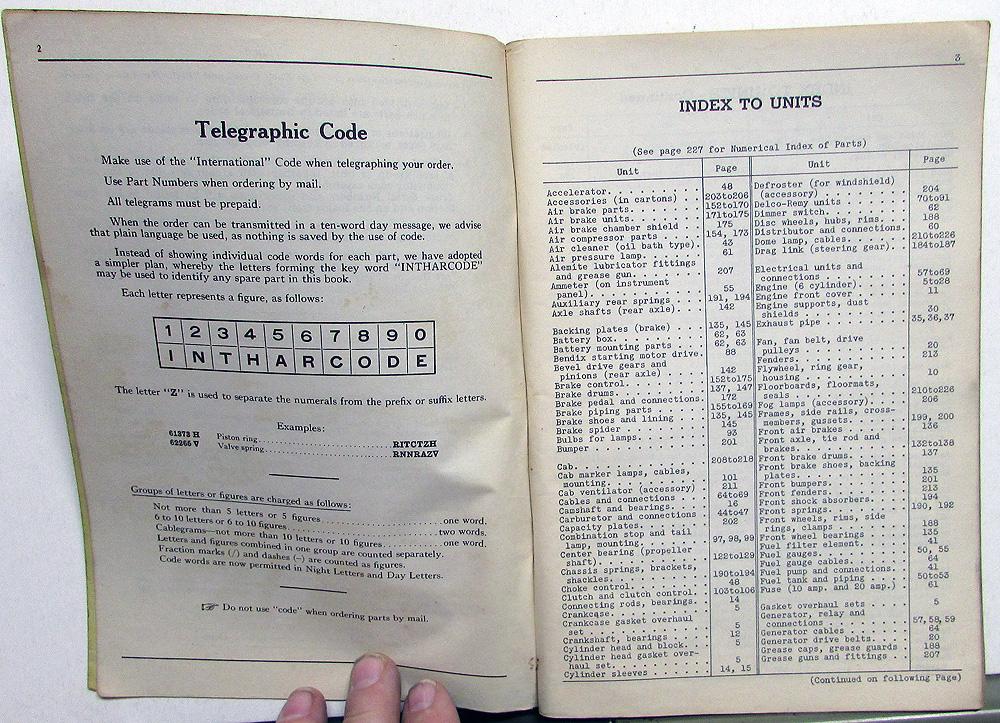 2
Telegraphic Code
Make use of the "International" Code when telegraphing your order.
Use Part Numbers when ordering by mail.
All telegrams must be prepaid.
When the order can be transmitted in a ten-word day message, we advise
that plain language be used, as nothing is saved by the use of code.
Instead of showing individual code words for each part, we have adopted
a simpler plan, whereby the letters forming the key word "INTHARCODE"
may be used to identify any spare part in this book.
Each letter represents a figure, as follows:
1 2 3 4 5 6 7 8 9 0
I N T H A R C O D E
The letter "Z" is used to separate the numerals from the prefix or suffix letters.
Examples:
61373 H Piston ring RITCTZH
62265 V Valve spring RNNRAZV
Groups of letters or figures are charged as follows:
Not more than 5 letters or 5 figures one word.
6 to 10 letters or 6 to 10 figures two words.
Cablegrams—not more than 10 letters or 10 figures one word.
Letters and figures combined in one group are counted separately.
Fraction marks (/) and dashes (–) are counted as figures.
Code words are now permitted in Night Letters and Day Letters.
☞ Do not use "code" when ordering parts by mail.
3
INDEX TO UNITS
(See page 227 for Numerical Index of Parts)
Unit Page
Accelerator 48
Accessories (in cartons) 203to206
Air brake parts 152to170
Air brake units 171to175
Air brake chamber shield 175
Air compressor parts 154, 173
Air cleaner (oil bath type) 43
Air pressure lamp 61
Alemite lubricator fittings
and grease gun 207
Ammeter (on instrument
panel) 55
Auxiliary rear springs 191, 194
Axle shafts (rear axle) 142
Backing plates (brake) 135, 145
Battery box 62, 63
Battery mounting parts 62, 63
Bendix starting motor drive 88
Bevel drive gears and
pinions (rear axle) 142
Brake control 152to175
Brake drums 137, 147
Brake pedal and connections 172
Brake piping parts 155to169
Brake shoes and lining 135, 145
Brake spider 145
Bulbs for lamps 93
Bumper 201
Cab 208to218
Cab marker lamps, cables,
mounting 101
Cab ventilator (accessory) 211
Cables and connections 64to69
Camshaft and bearings 16
Carburetor and connections 44to47
Capacity plates 202
Combination stop and tail
lamp, mounting 97, 98, 99
Center bearing (propeller
shaft) 122to129
Chassis springs, brackets,
shackles 190to194
Choke control 48
Clutch and clutch control 103to106
Connecting rods, bearings 14
Crankcase 5
Crankcase gasket overhaul
set 5
Crankshaft, bearings 12
Cylinder head and block 5
Cylinder head gasket over-
haul set 5
Cylinder sleeves 14, 15
Unit Page
Defroster (for windshield)
(accessory) 204
Delco-Remy units 70to91
Dimmer switch 62
Disc wheels, hubs, rims 188
Distributor and connections 60
Dome lamp, cables 210to226
Drag link (steering gear) 184to187
Electrical units and
connections 57to69
Engine (6 cylinder) 5to28
Engine front cover 11
Engine supports, dust
shields 30
Exhaust pipe 35,36,37
Fan, fan belt, drive
pulleys 20
Fenders 213
Flywheel, ring gear,
housing 10
Floorboards, floormats,
seals 210to226
Fog lamps (accessory) 206
Frames, side rails, cross-
members, gussets 199, 200
Front air brakes 136
Front axle, tie rod and
brakes 132to138
Front brake drums 137
Front brake shoes, backing
plates 135
Front bumpers 201
Front fenders 213
Front shock absorbers 194
Front springs 190, 192
Front wheels, rims, side
rings, clamps 188
Front wheel bearings 135
Fuel filter element 41
Fuel gauges 50, 55
Fuel gauge cables 64
Fuel pump and connections 41
Fuel tank and piping 50to53
Fuse (10 amp. and 20 amp.) 61
Gasket overhaul sets 5
Generator, relay and
connections 57,58,59
Generator cables 64
Generator drive belts 20
Grease caps, grease guards 188
Grease guns and fittings 207
(Continued on following Page)